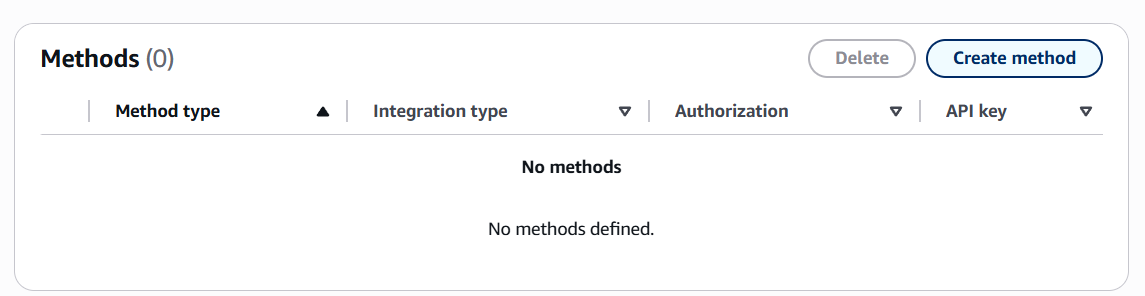 Methods (0)
Delete
Create method
Method type
Integration type
Authorization
API key
No methods
No methods defined.